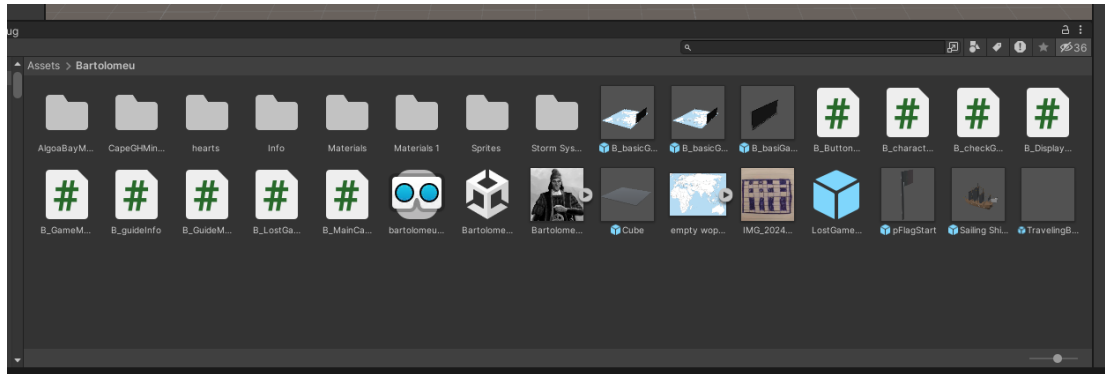 ug
36
Assets > Bartolomeu
AlgoaBayM... CapeGHMin... hearts Info Materials Materials 1 Sprites Storm Sys... B_basicG... B_basicG... B_basiGa... B_Button... B_charact... B_checkG... B_Display...
B_GameM... B_guideInfo B_GuideM... B_LostGa... B_MainCa... bartolomeu... Bartolome... Bartolome... Cube empty wop... IMG_2024... LostGame... pFlagStart Sailing Shi... TravelingB...